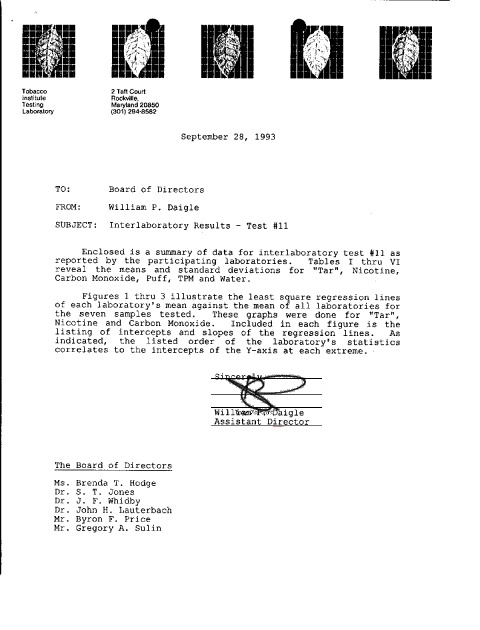 Tobacco
Institute
Testing
Laboratory
2 Taft Court
Rockville,
Maryland 20850
(301) 294-8582
September 28, 1993
TO: Board of Directors
FROM: William P. Daigle
SUBJECT: Interlaboratory Results - Test #11
Enclosed is a summary of data for interlaboratory test #11 as
reported by the participating laboratories. Tables I thru VI
reveal the means and standard deviations for "Tar", Nicotine,
Carbon Monoxide, Puff, TPM and Water.
Figures 1 thru 3 illustrate the least square regression lines
of each laboratory's mean against the mean of all laboratories for
the seven samples tested. These graphs were done for "Tar",
Nicotine and Carbon Monoxide. Included in each figure is the
listing of intercepts and slopes of the regression lines. As
indicated, the listed order of the laboratory's statistics
correlates to the intercepts of the Y-axis at each extreme.
Sincerely
William P. Daigle
Assistant Director
The Board of Directors
Ms. Brenda T. Hodge
Dr. S. T. Jones
Dr. J. F. Whidby
Dr. John H. Lauterbach
Mr. Byron F. Price
Mr. Gregory A. Sulin